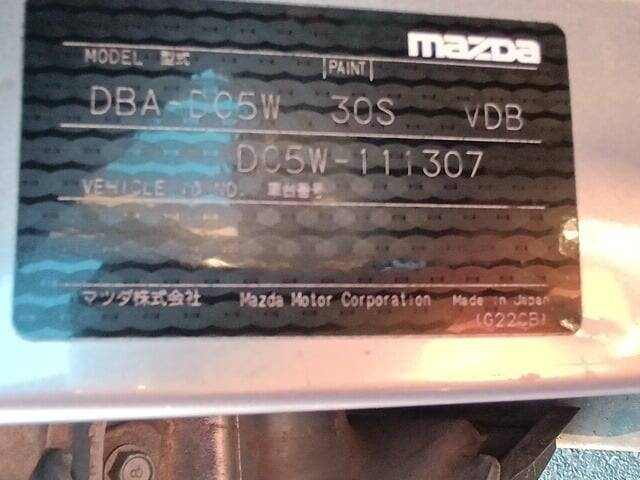 mazda
MODEL 型式 PAINT
DBA-DC5W 30S VDB
DC5W-111307
VEHICLE ID NO. 車台番号
マツダ株式会社 Mazda Motor Corporation Made in Japan
(G22CB)
8